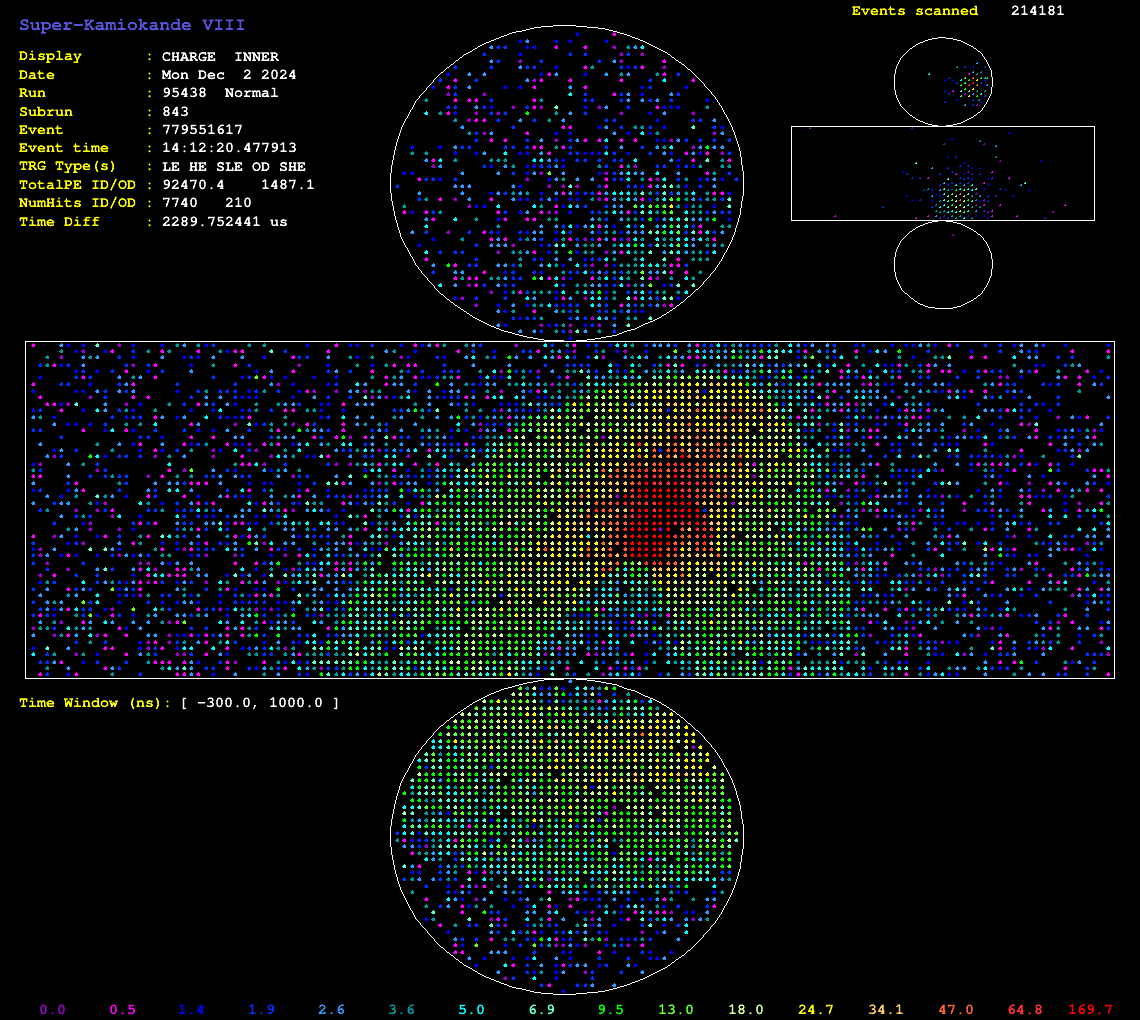 Super-Kamiokande VIII
Events scanned 214181
Display : CHARGE INNER
Date : Mon Dec 2 2024
Run : 95438 Normal
Subrun : 843
Event : 779551617
Event time : 14:12:20.477913
TRG Type(s) : LE HE SLE OD SHE
TotalPE ID/OD : 92470.4 1487.1
NumHits ID/OD : 7740 210
Time Diff : 2289.752441 us
Time Window (ns): [ -300.0, 1000.0 ]
0.0 0.5 1.4 1.9 2.6 3.6 5.0 6.9 9.5 13.0 18.0 24.7 34.1 47.0 64.8 169.7